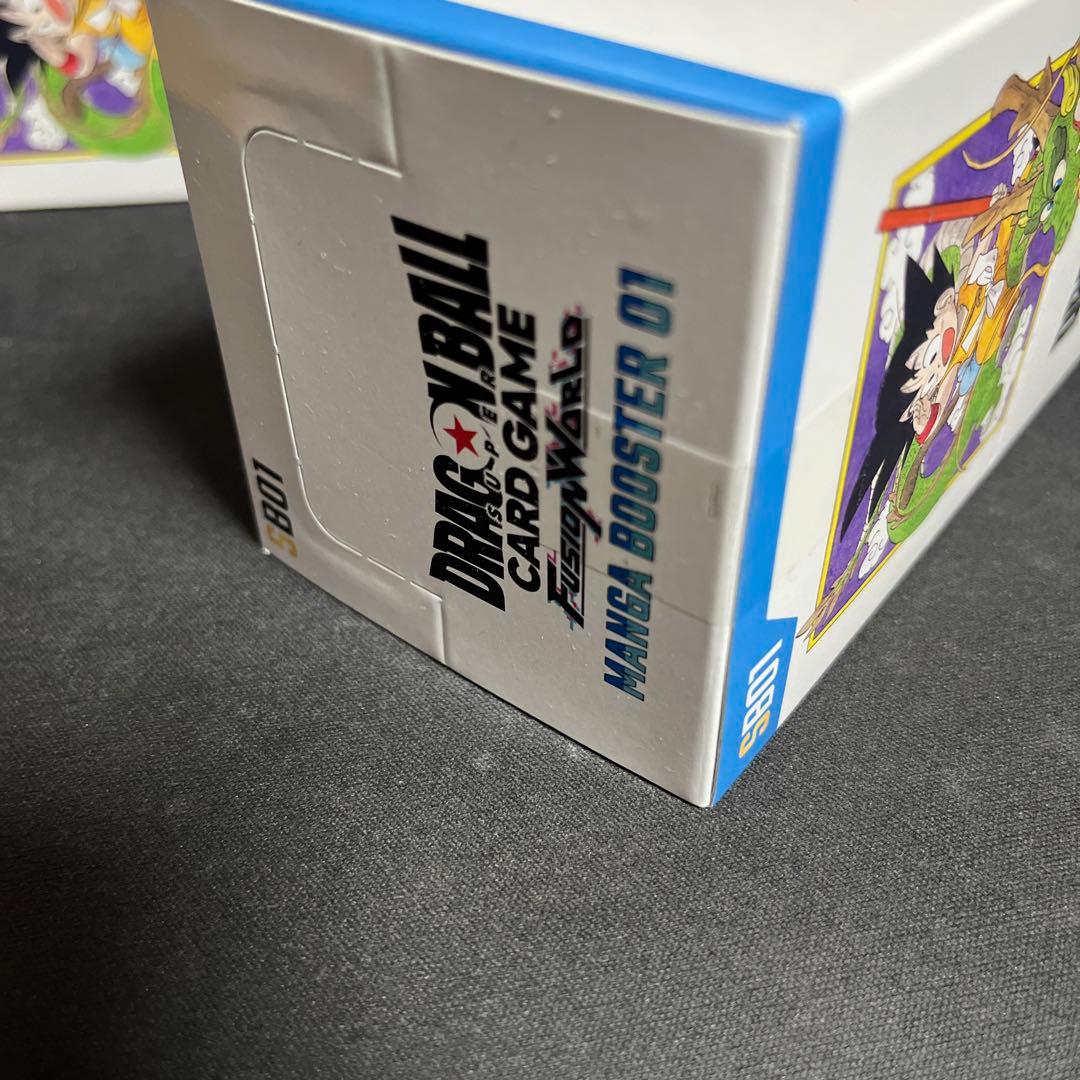 DRAGON BALL
SUPER
CARD GAME
FUSION WORLD
MANGA BOOSTER 01
SB01
SB01